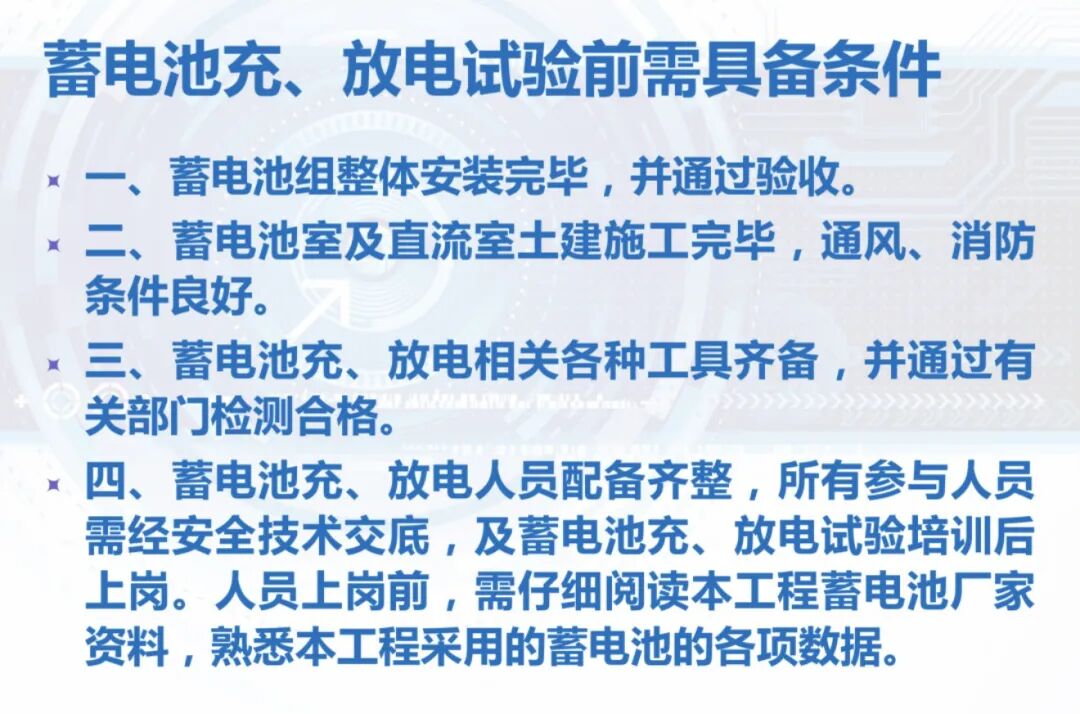 蓄电池充、放电试验前需具备条件
一、蓄电池组整体安装完毕，并通过验收。
二、蓄电池室及直流室土建施工完毕，通风、消防
条件良好。
三、蓄电池充、放电相关各种工具齐备，并通过有
关部门检测合格。
四、蓄电池充、放电人员配备齐整，所有参与人员
需经安全技术交底，及蓄电池充、放电试验培训后
上岗。人员上岗前，需仔细阅读本工程蓄电池厂家
资料，熟悉本工程采用的蓄电池的各项数据。